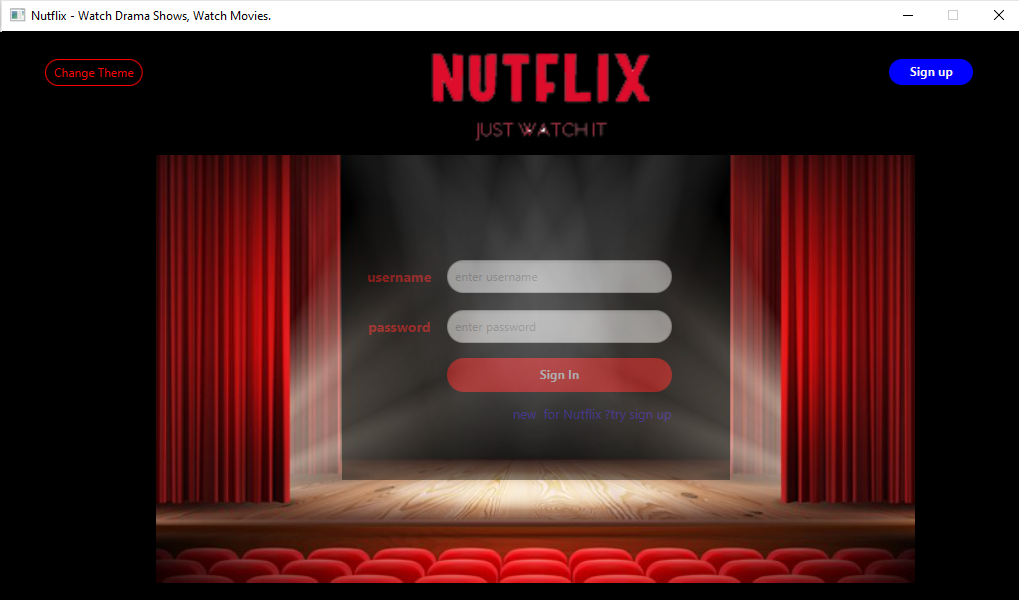 Nutflix - Watch Drama Shows, Watch Movies.
Change Theme
NUTFLIX
Sign up
JUST WATCH IT
username
enter username
password
enter password
Sign In
new for Nutflix ?try sign up